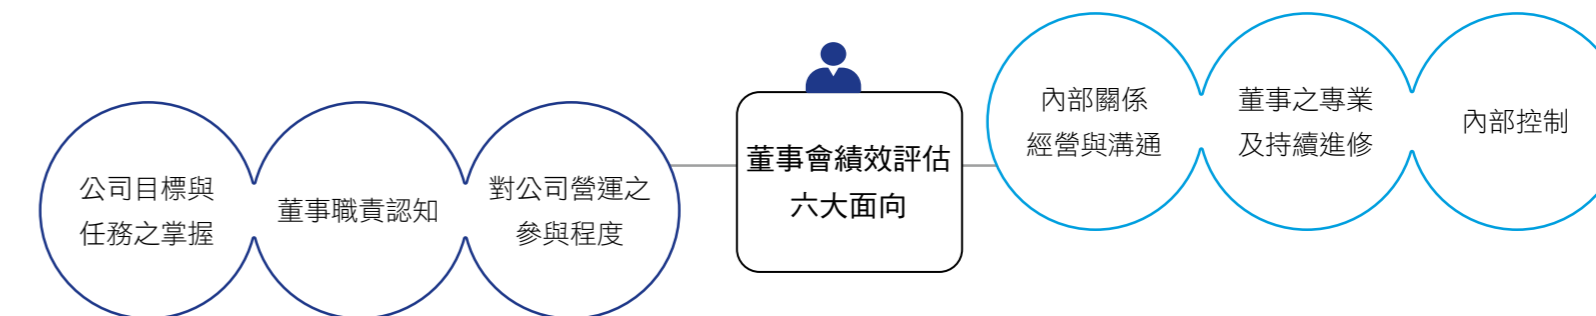 公司目標與
任務之掌握
董事職責認知
對公司營運之
參與程度
董事會績效評估
六大面向
內部關係
經營與溝通
董事之專業
及持續進修
內部控制